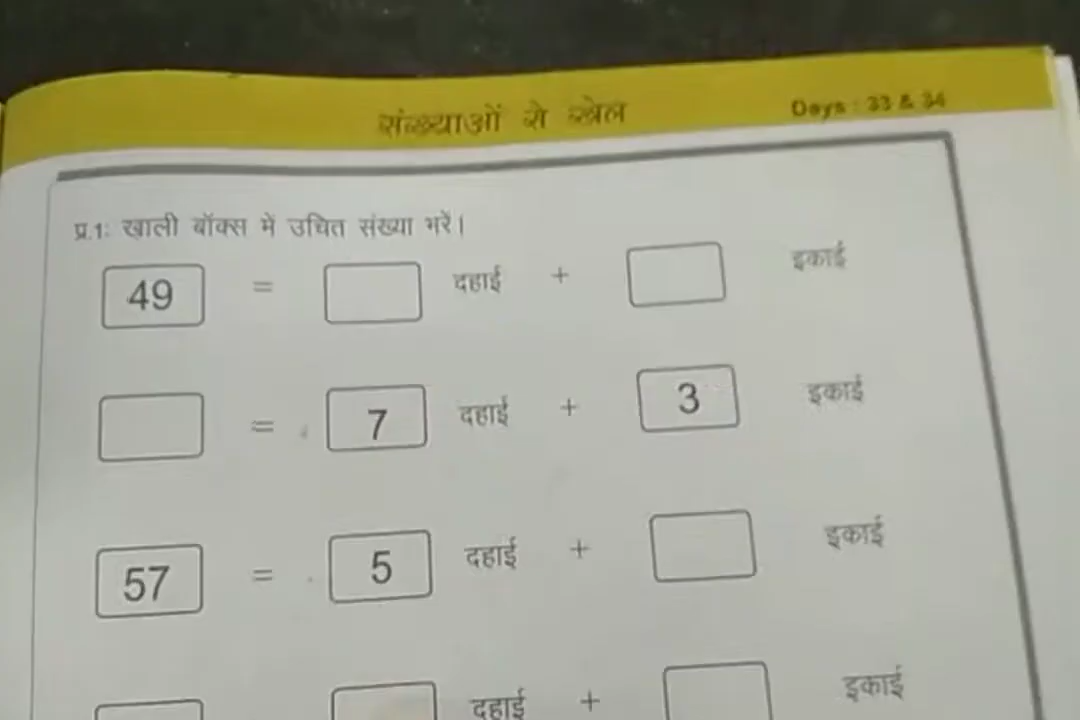 संख्याओं से खेल
Days : 33 & 34
प्र.1: खाली बॉक्स में उचित संख्या भरें।
49 = दहाई + इकाई
= 7 दहाई + 3 इकाई
57 = 5 दहाई + इकाई
दहाई + इकाई